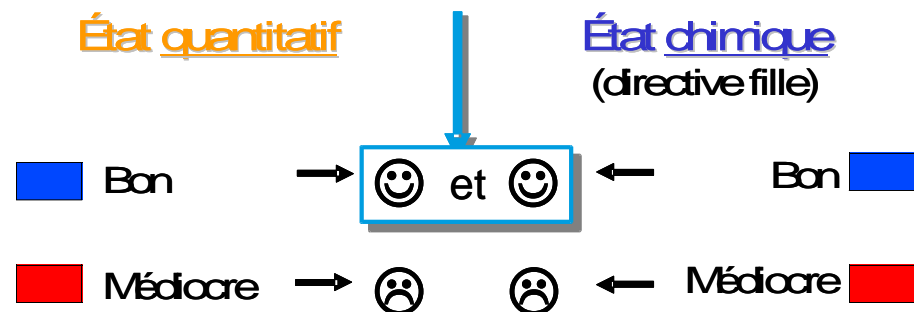 État quantitatif
État chimique
(directive fille)
Bon et Bon
Médiocre Médiocre